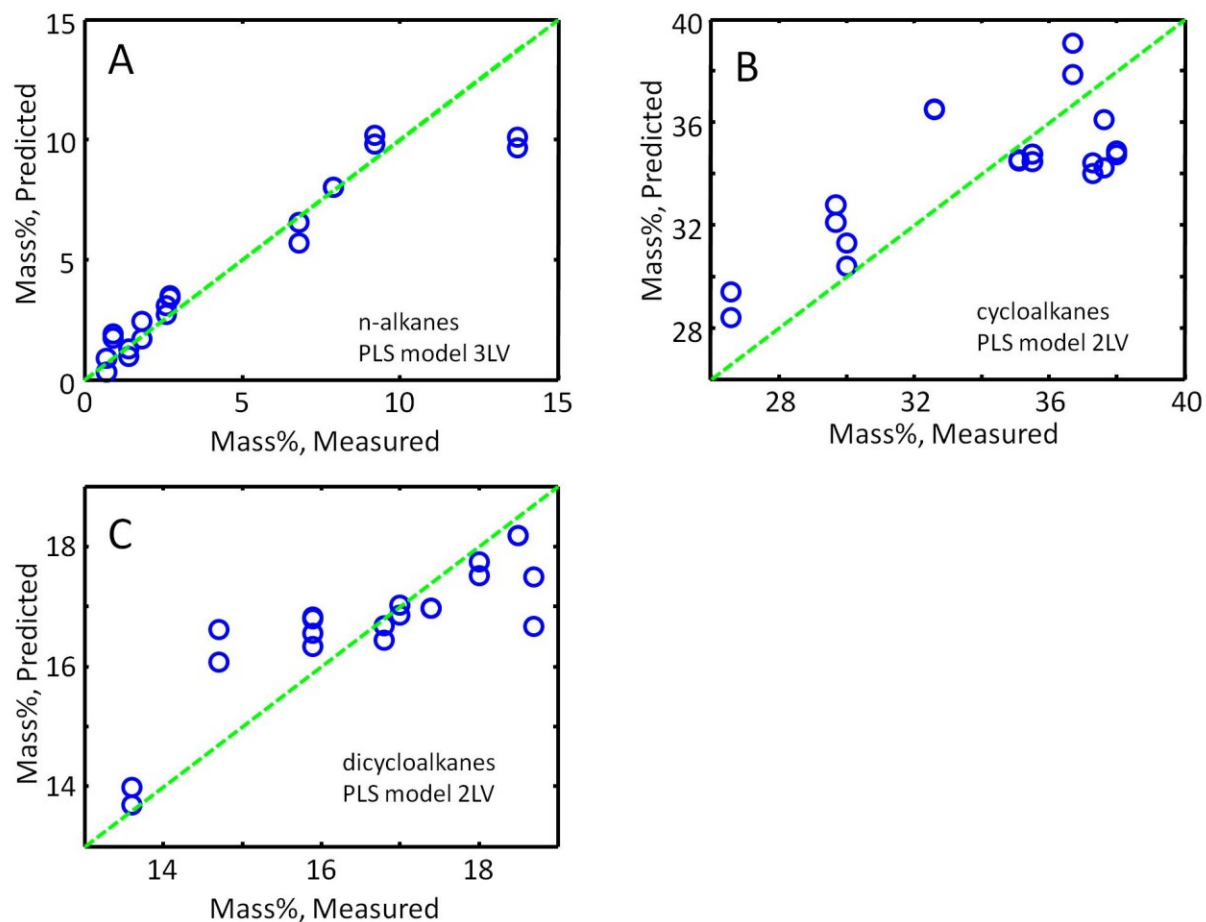 15
A
10
Mass%, Predicted
5
n-alkanes
PLS model 3LV
0
0 5 10 15
Mass%, Measured
40
B
36
Mass%, Predicted
32
28
cycloalkanes
PLS model 2LV
28 32 36 40
Mass%, Measured
C
18
Mass%, Predicted
16
dicycloalkanes
PLS model 2LV
14
14 16 18
Mass%, Measured